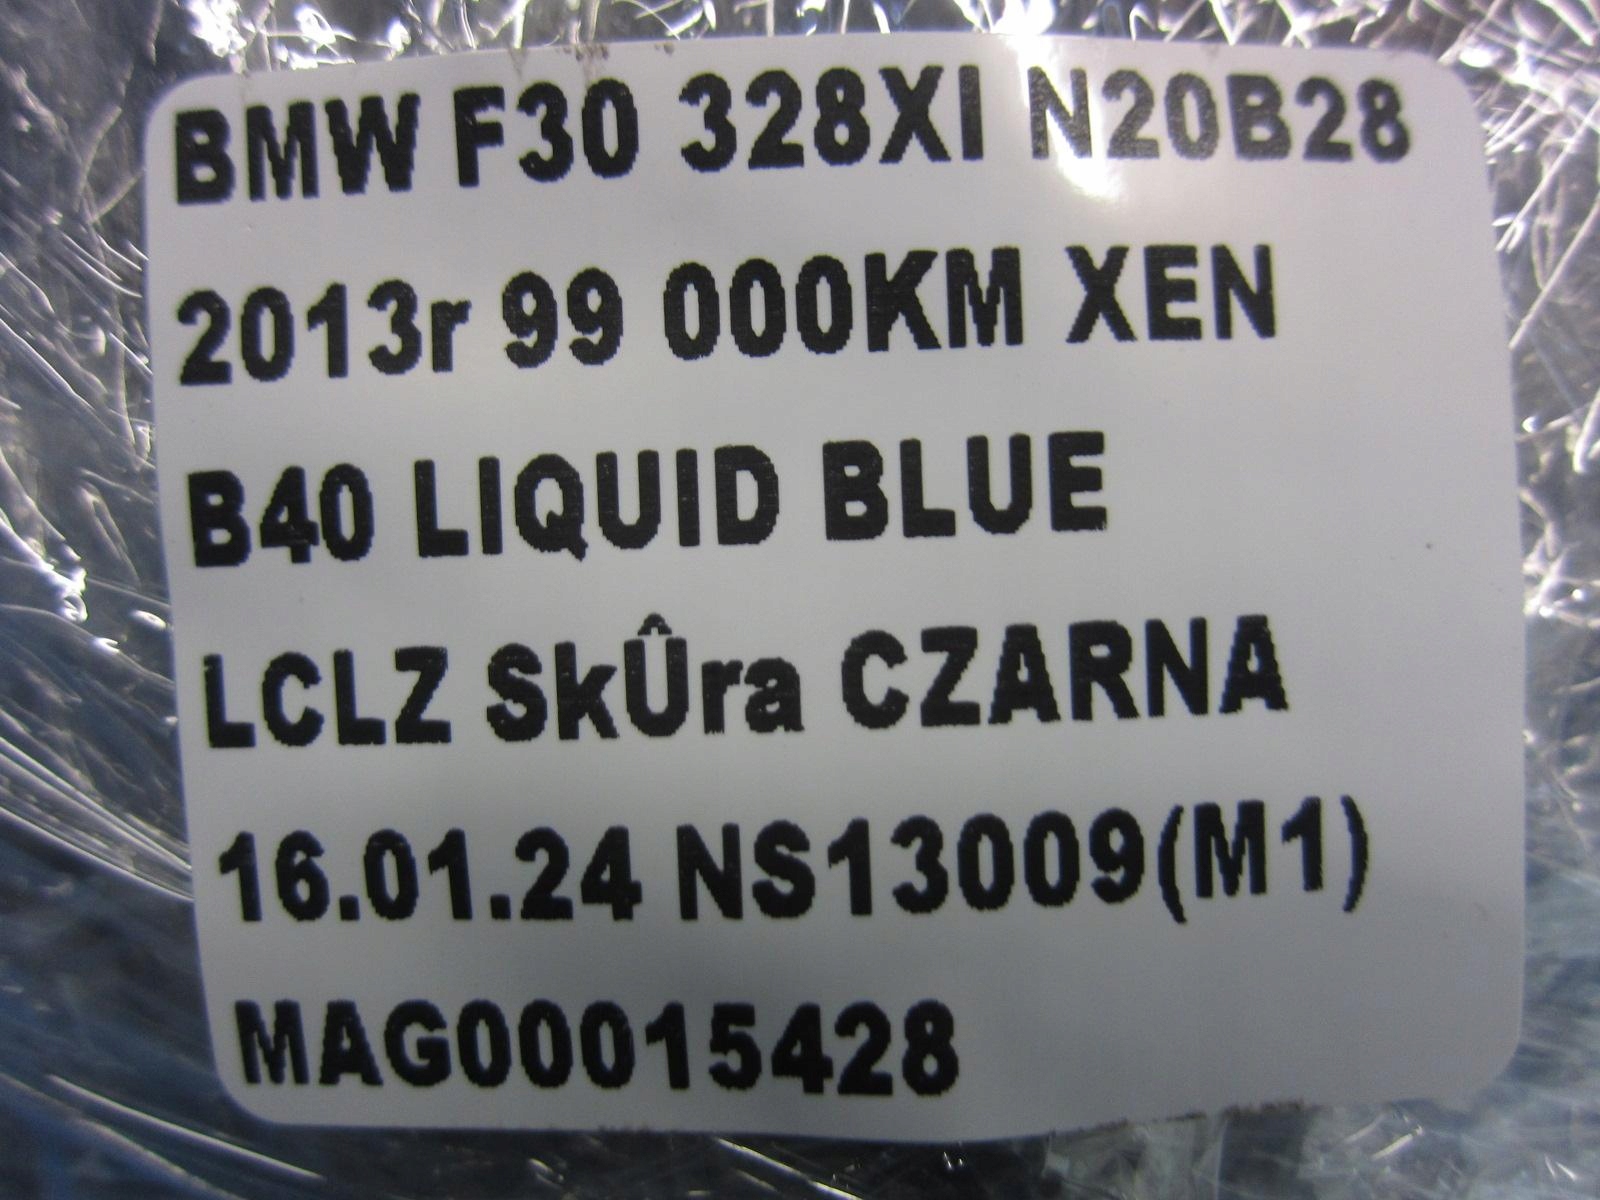 BMW F30 328XI N20B28
2013r 99 000KM XEN
B40 LIQUID BLUE
LCLZ SkÛra CZARNA
16.01.24 NS13009(M1)
MAG00015428